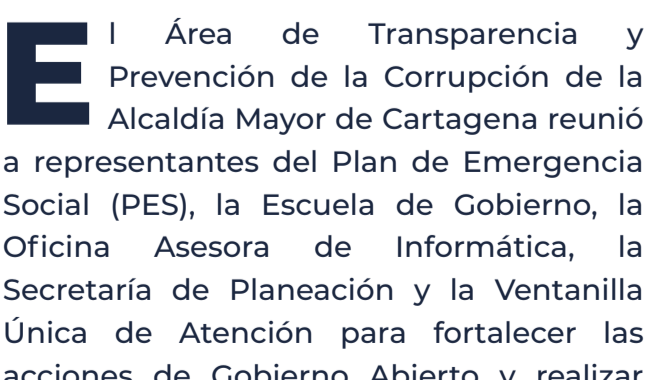 El Área de Transparencia y
Prevención de la Corrupción de la
Alcaldía Mayor de Cartagena reunió
a representantes del Plan de Emergencia
Social (PES), la Escuela de Gobierno, la
Oficina Asesora de Informática, la
Secretaría de Planeación y la Ventanilla
Única de Atención para fortalecer las
acciones de Gobierno Abierto y realizar